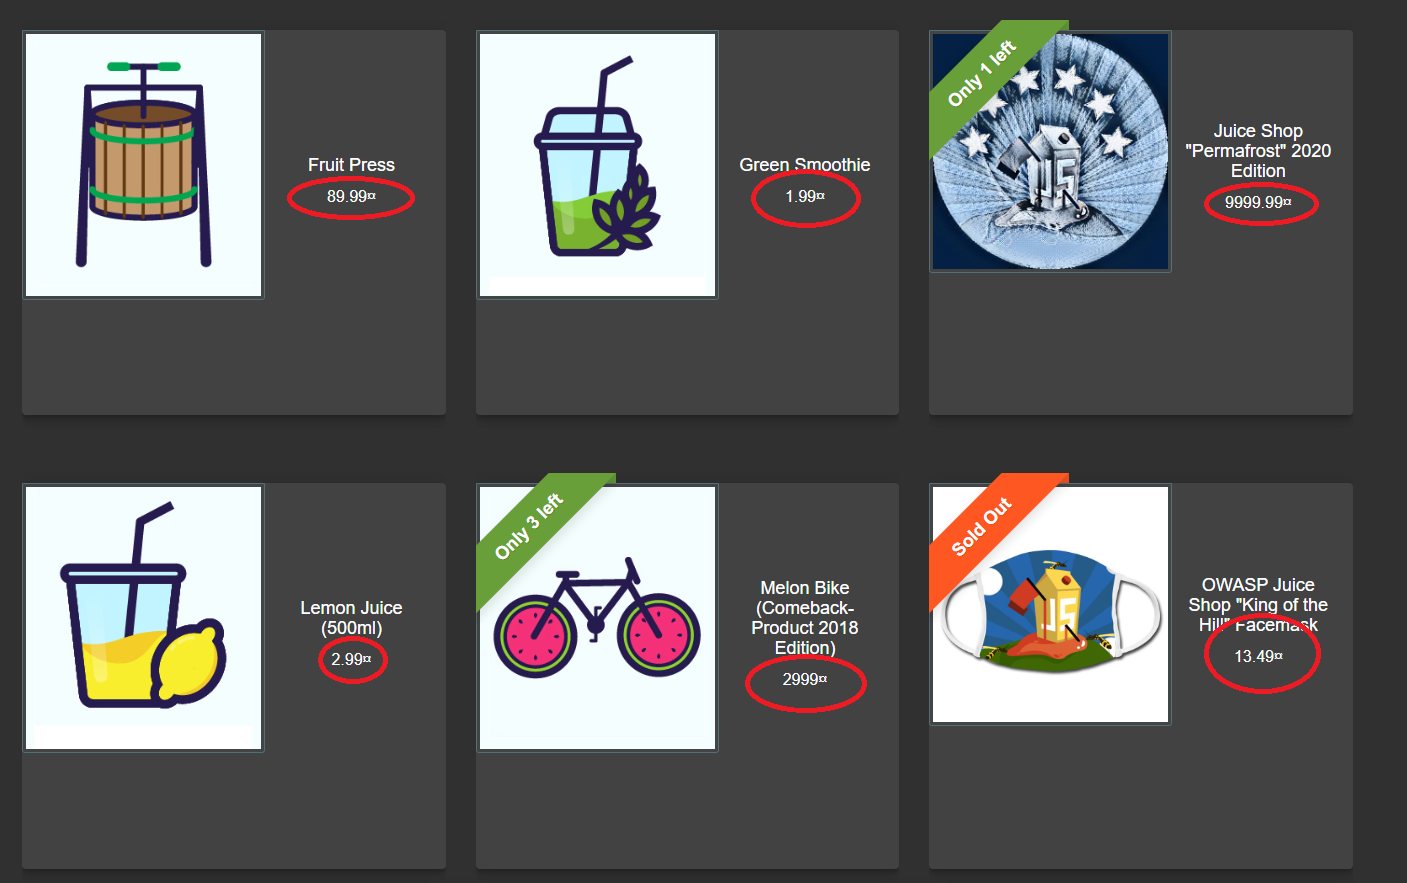 Fruit Press
89.99¤
Green Smoothie
1.99¤
Only 1 left
JS
Juice Shop
"Permafrost" 2020
Edition
9999.99¤
Lemon Juice
(500ml)
2.99¤
Only 3 left
Melon Bike
(Comeback-
Product 2018
Edition)
2999¤
Sold Out
JS
OWASP Juice
Shop "King of the
Hill" Facemask
13.49¤